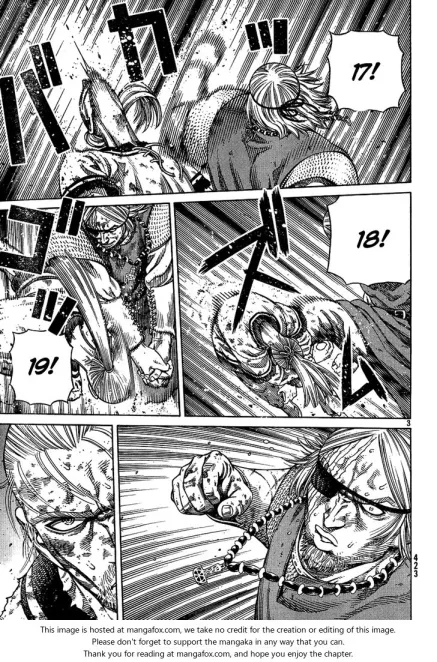 17!
18!
ズム
19!
3
423
This image is hosted at mangafox.com, we take no credit for the creation or editing of this image.
Please don't forget to support the mangaka in any way that you can.
Thank you for reading at mangafox.com, and hope you enjoy the chapter.